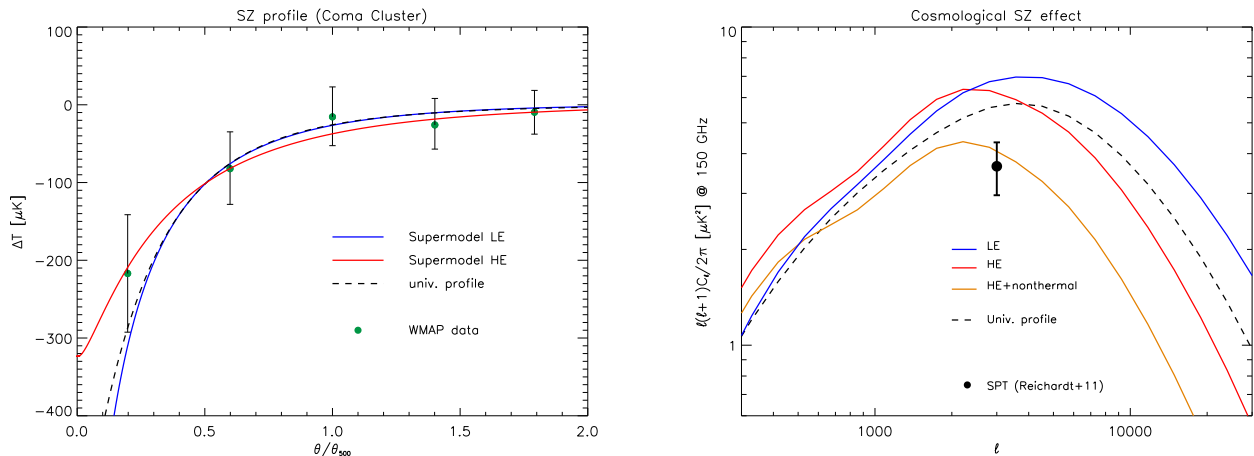 SZ profile (Coma Cluster)
100
0
−100
−200
−300
−400
ΔT [μK]
0.0 0.5 1.0 1.5 2.0
θ/θ₅₀₀
Supermodel LE
Supermodel HE
univ. profile
WMAP data
Cosmological SZ effect
10
1
ℓ(ℓ+1)Cℓ/2π [μK²] @ 150 GHz
1000 10000
ℓ
LE
HE
HE+nonthermal
Univ. profile
SPT (Reichardt+11)